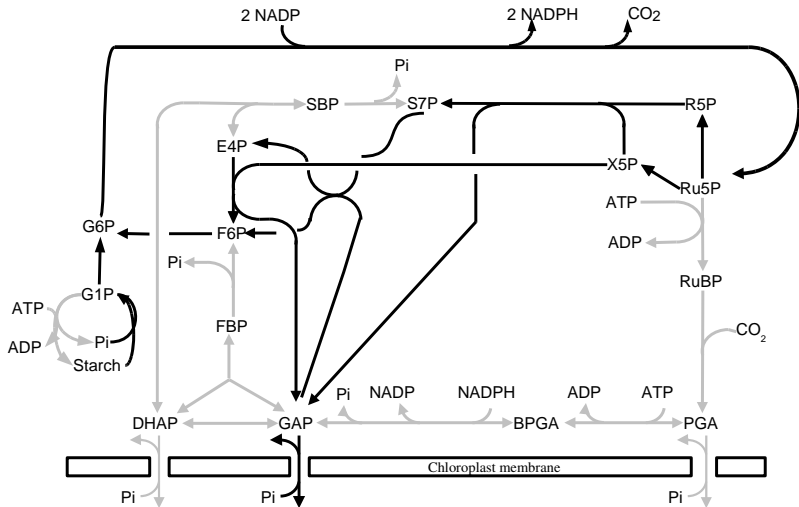 2 NADP 2 NADPH CO2
Pi
SBP S7P R5P
E4P
X5P
Ru5P
ATP
G6P F6P
ADP
Pi
RuBP
G1P
ATP
FBP CO2
Pi
ADP
Starch
Pi NADP NADPH ADP ATP
DHAP GAP BPGA PGA
Chloroplast membrane
Pi Pi Pi